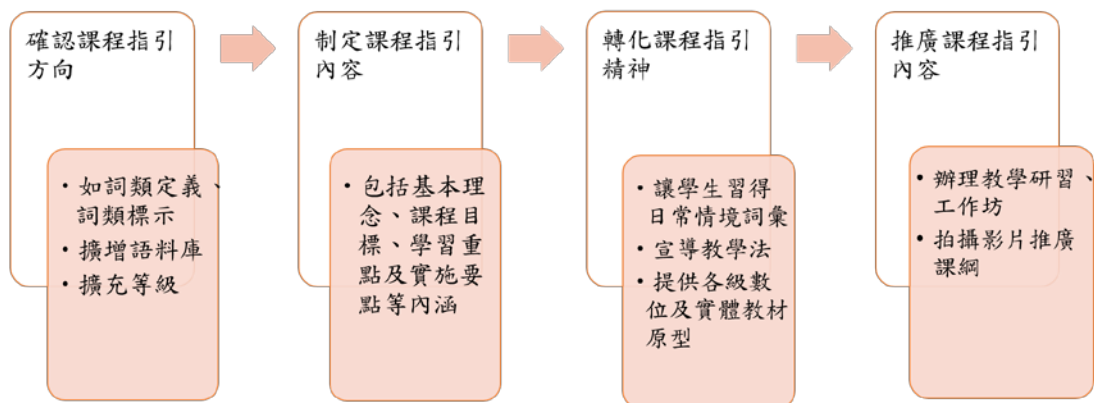 確認課程指引
方向
• 如詞類定義、
詞類標示
• 擴增語料庫
• 擴充等級
制定課程指引
內容
• 包括基本理
念、課程目
標、學習重
點及實施要
點等內涵
轉化課程指引
精神
• 讓學生習得
日常情境詞彙
• 宣導教學法
• 提供各級數
位及實體教材
原型
推廣課程指引
內容
• 辦理教學研習、
工作坊
• 拍攝影片推廣
課綱